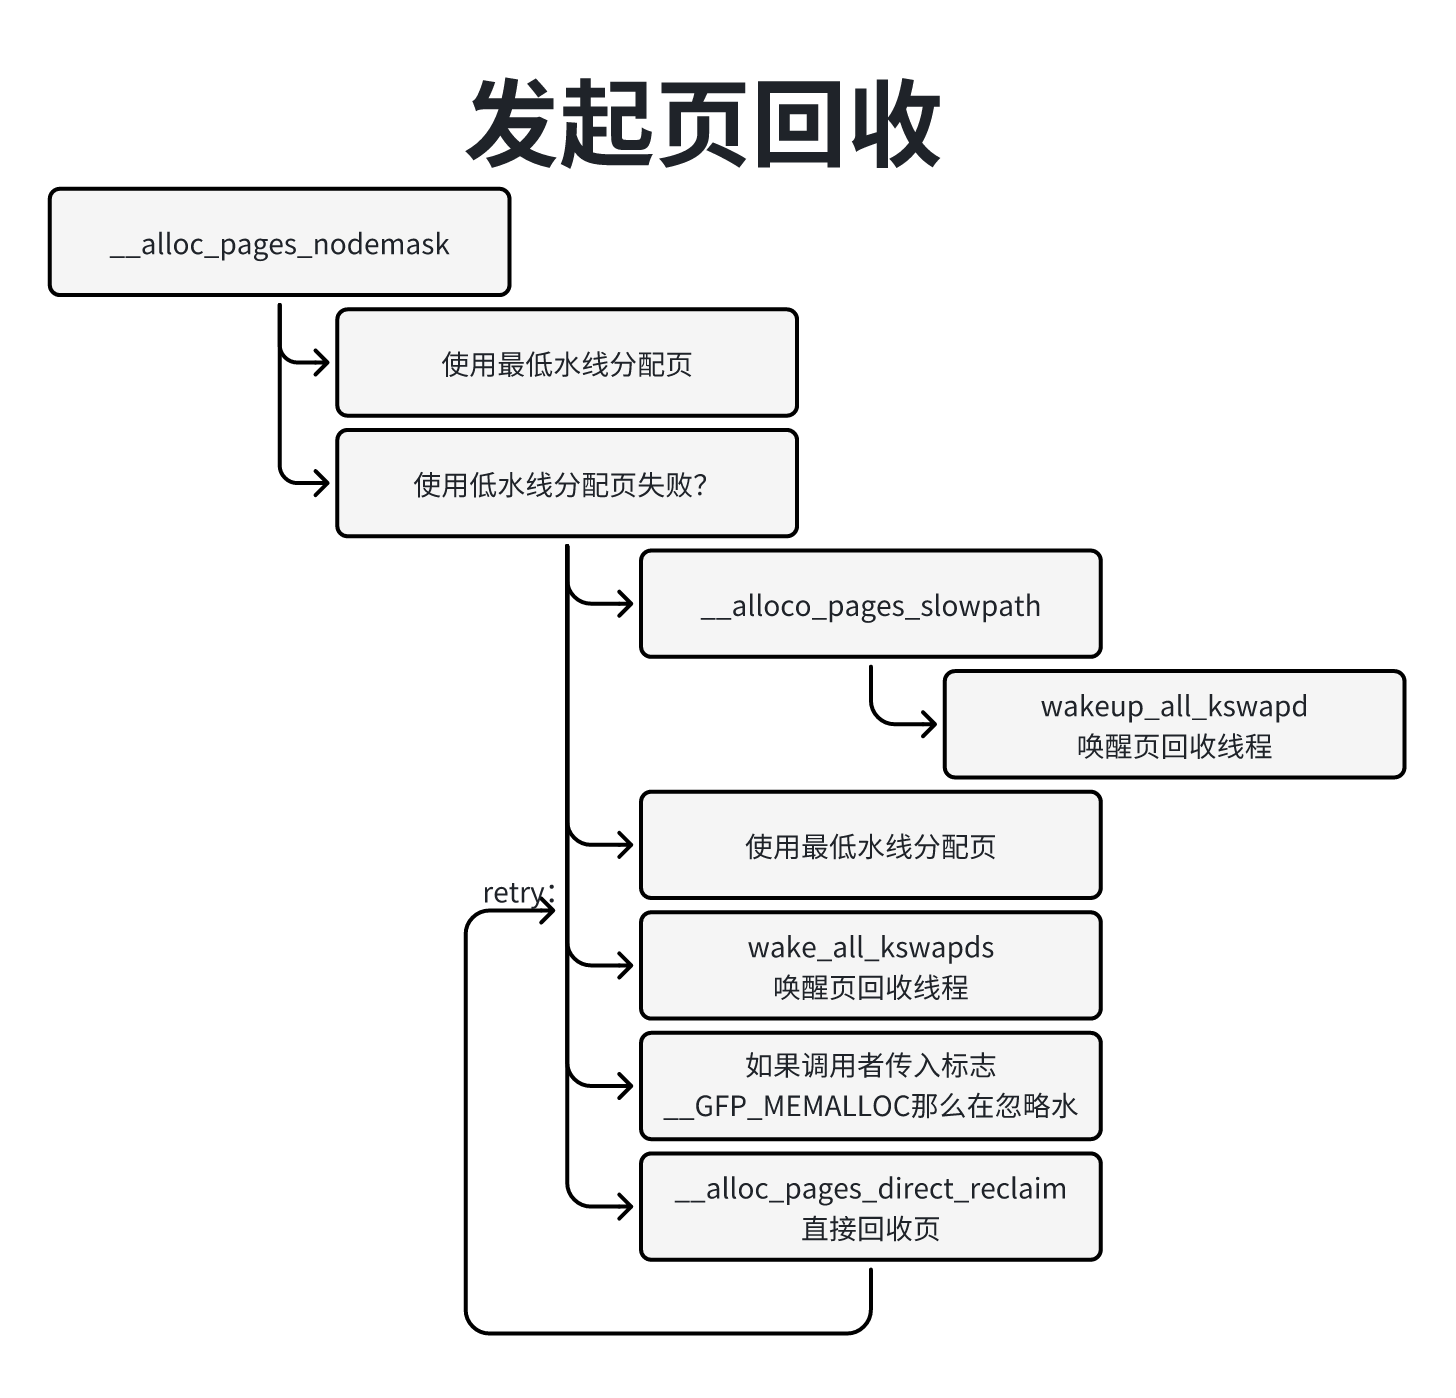 发起页回收
__alloc_pages_nodemask
使用最低水线分配页
使用低水线分配页失败？
__alloco_pages_slowpath
wakeup_all_kswapd
唤醒页回收线程
使用最低水线分配页
retry：
wake_all_kswapds
唤醒页回收线程
如果调用者传入标志
__GFP_MEMALLOC那么在忽略水
__alloc_pages_direct_reclaim
直接回收页